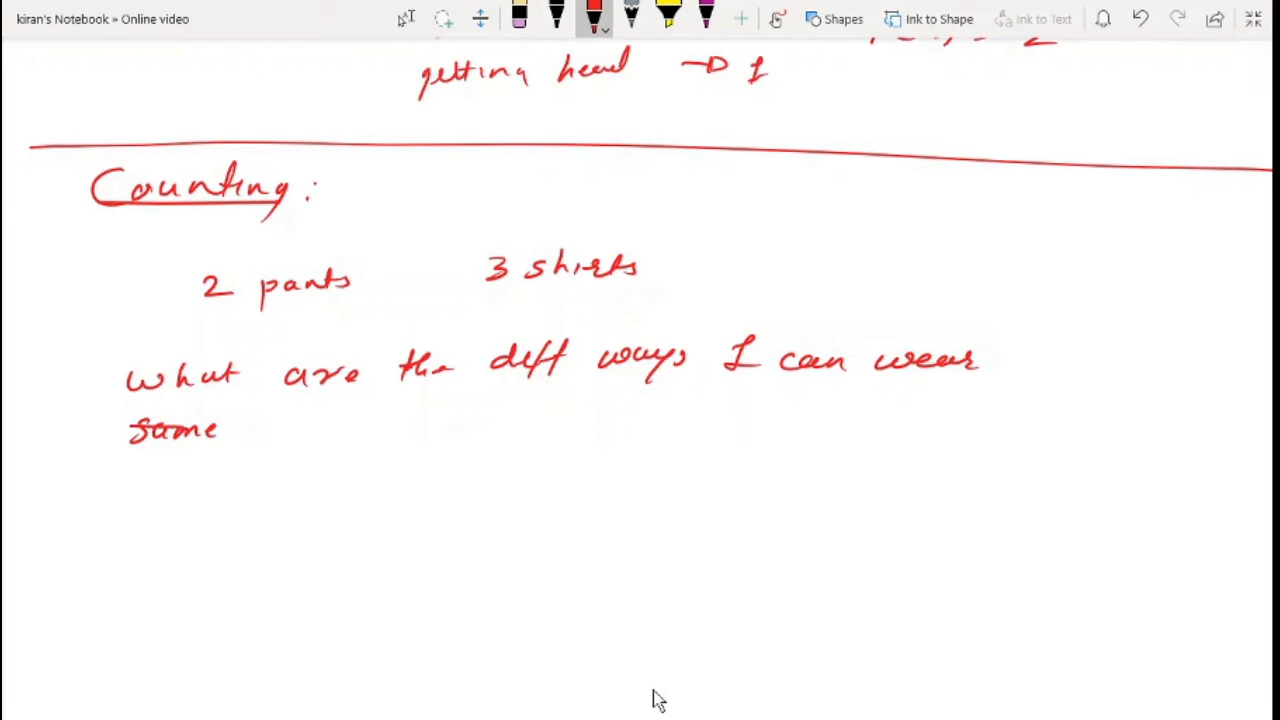 kiran's Notebook » Online video
Shapes
Ink to Shape
Ink to Text
getting head → 1
Counting:
2 pants 3 shirts
What are the diff ways I can wear
same